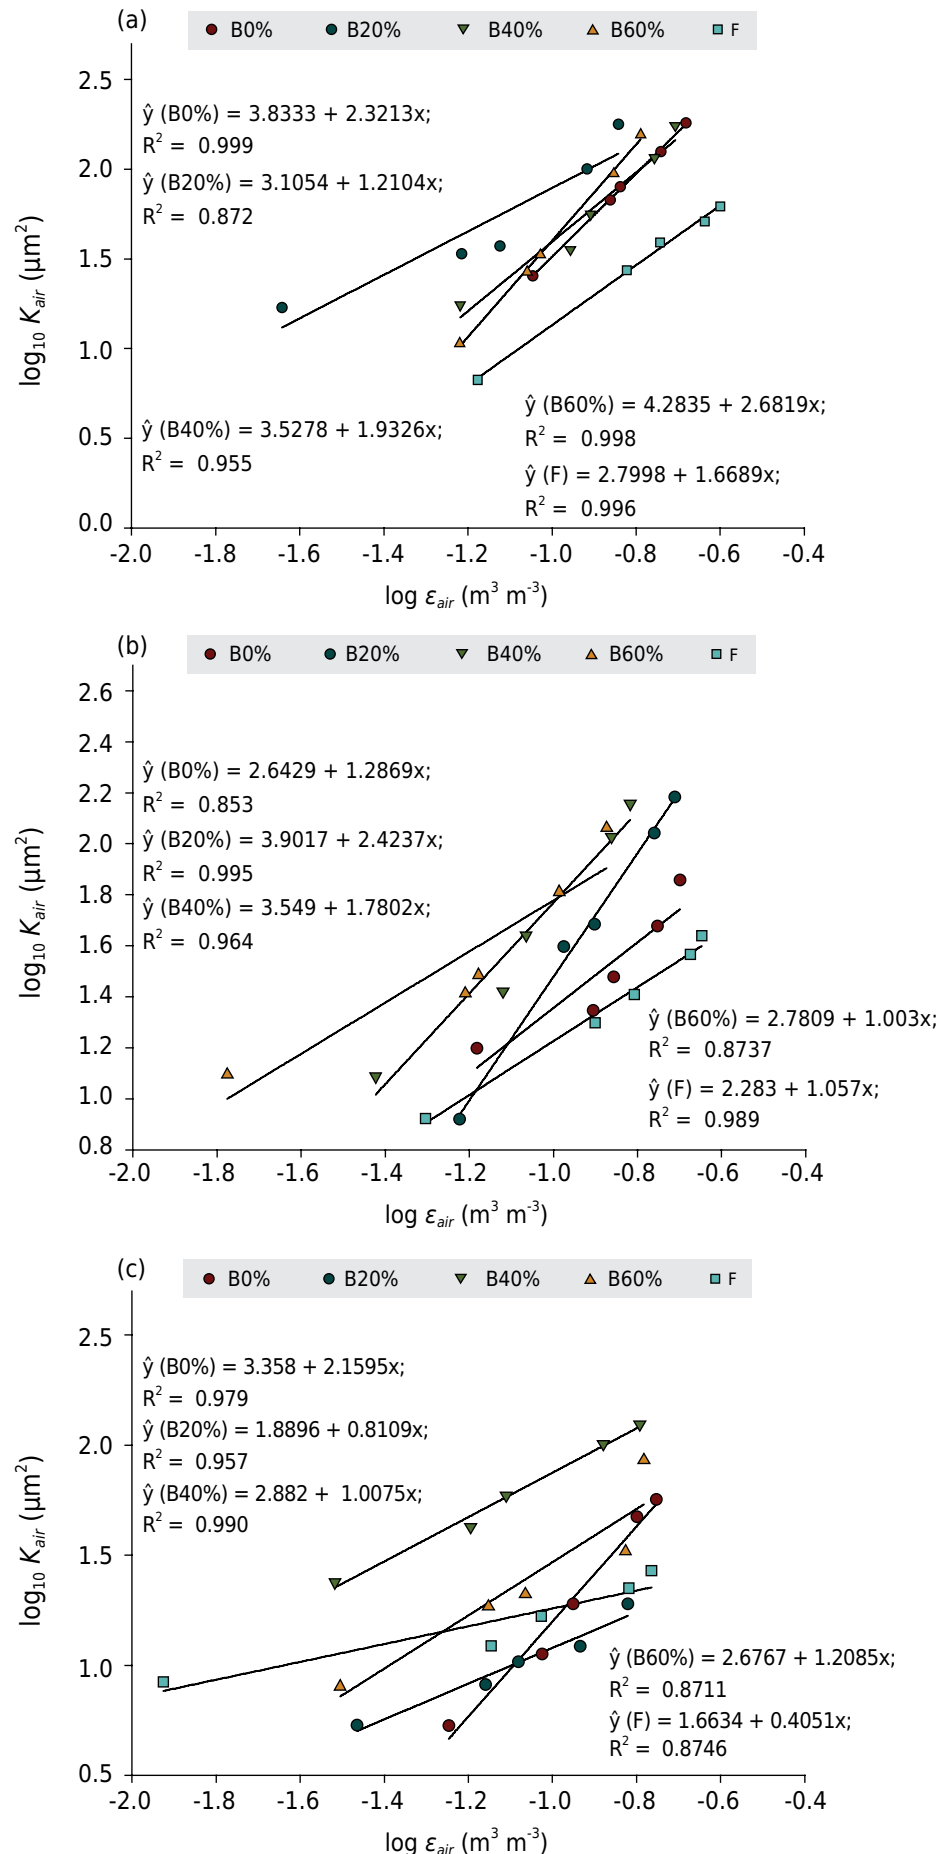 (a)
B0% B20% B40% B60% F
2.5
2.0
1.5
1.0
0.5
0.0
log₁₀ K_air (μm²)
ŷ (B0%) = 3.8333 + 2.3213x;
R² = 0.999
ŷ (B20%) = 3.1054 + 1.2104x;
R² = 0.872
ŷ (B40%) = 3.5278 + 1.9326x;
R² = 0.955
ŷ (B60%) = 4.2835 + 2.6819x;
R² = 0.998
ŷ (F) = 2.7998 + 1.6689x;
R² = 0.996
-2.0 -1.8 -1.6 -1.4 -1.2 -1.0 -0.8 -0.6 -0.4
log ε_air (m³ m⁻³)
(b)
B0% B20% B40% B60% F
2.6
2.4
2.2
2.0
1.8
1.6
1.4
1.2
1.0
0.8
log₁₀ K_air (μm²)
ŷ (B0%) = 2.6429 + 1.2869x;
R² = 0.853
ŷ (B20%) = 3.9017 + 2.4237x;
R² = 0.995
ŷ (B40%) = 3.549 + 1.7802x;
R² = 0.964
ŷ (B60%) = 2.7809 + 1.003x;
R² = 0.8737
ŷ (F) = 2.283 + 1.057x;
R² = 0.989
-2.0 -1.8 -1.6 -1.4 -1.2 -1.0 -0.8 -0.6 -0.4
log ε_air (m³ m⁻³)
(c)
B0% B20% B40% B60% F
2.5
2.0
1.5
1.0
0.5
log₁₀ K_air (μm²)
ŷ (B0%) = 3.358 + 2.1595x;
R² = 0.979
ŷ (B20%) = 1.8896 + 0.8109x;
R² = 0.957
ŷ (B40%) = 2.882 + 1.0075x;
R² = 0.990
ŷ (B60%) = 2.6767 + 1.2085x;
R² = 0.8711
ŷ (F) = 1.6634 + 0.4051x;
R² = 0.8746
-2.0 -1.8 -1.6 -1.4 -1.2 -1.0 -0.8 -0.6 -0.4
log ε_air (m³ m⁻³)